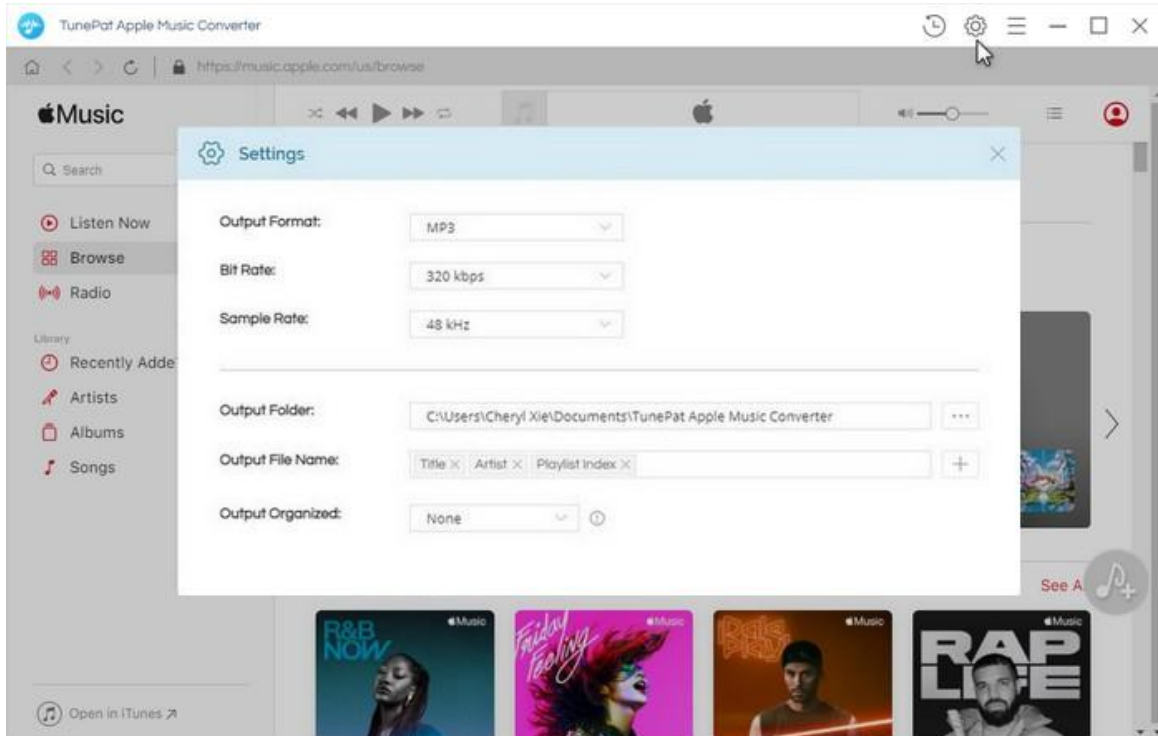 TunePat Apple Music Converter
https://music.apple.com/us/browse
Music
Search
Listen Now
Browse
Radio
Library
Recently Adde
Artists
Albums
Songs
Open in iTunes
Settings
Output Format:
MP3
Bit Rate:
320 kbps
Sample Rate:
48 kHz
Output Folder:
C:\Users\Cheryl Xie\Documents\TunePat Apple Music Converter
Output File Name:
Title Artist Playlist Index
Output Organized:
None
See A
Music
R&B
NOW
Music
Friday
Feeling
Music
Music
RAP
LIFE